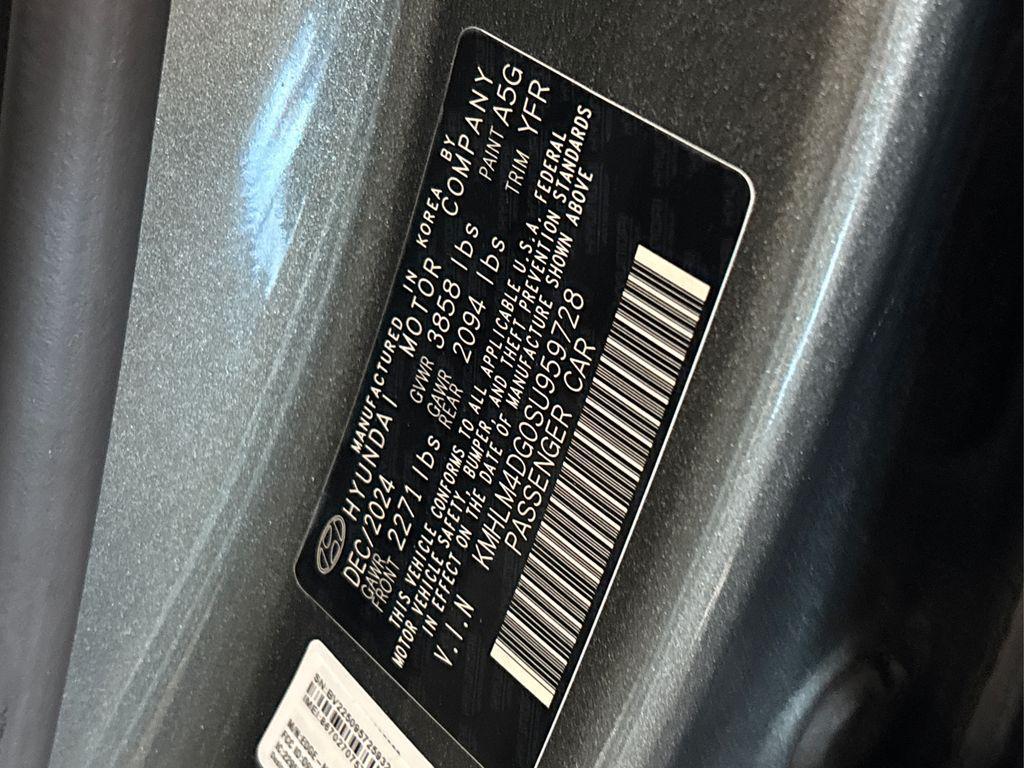 MANUFACTURED IN KOREA BY
HYUNDAI MOTOR COMPANY
DEC/2024 GVWR 3858 lbs PAINT A5G
GAWR FRONT 2271 lbs GAWR REAR 2094 lbs TRIM YFR
THIS VEHICLE CONFORMS TO ALL APPLICABLE U.S.A. FEDERAL
MOTOR VEHICLE SAFETY, BUMPER, AND THEFT PREVENTION STANDARDS
IN EFFECT ON THE DATE OF MANUFACTURE SHOWN ABOVE
V.I.N KMHLM4DG0SU959728
PASSENGER CAR